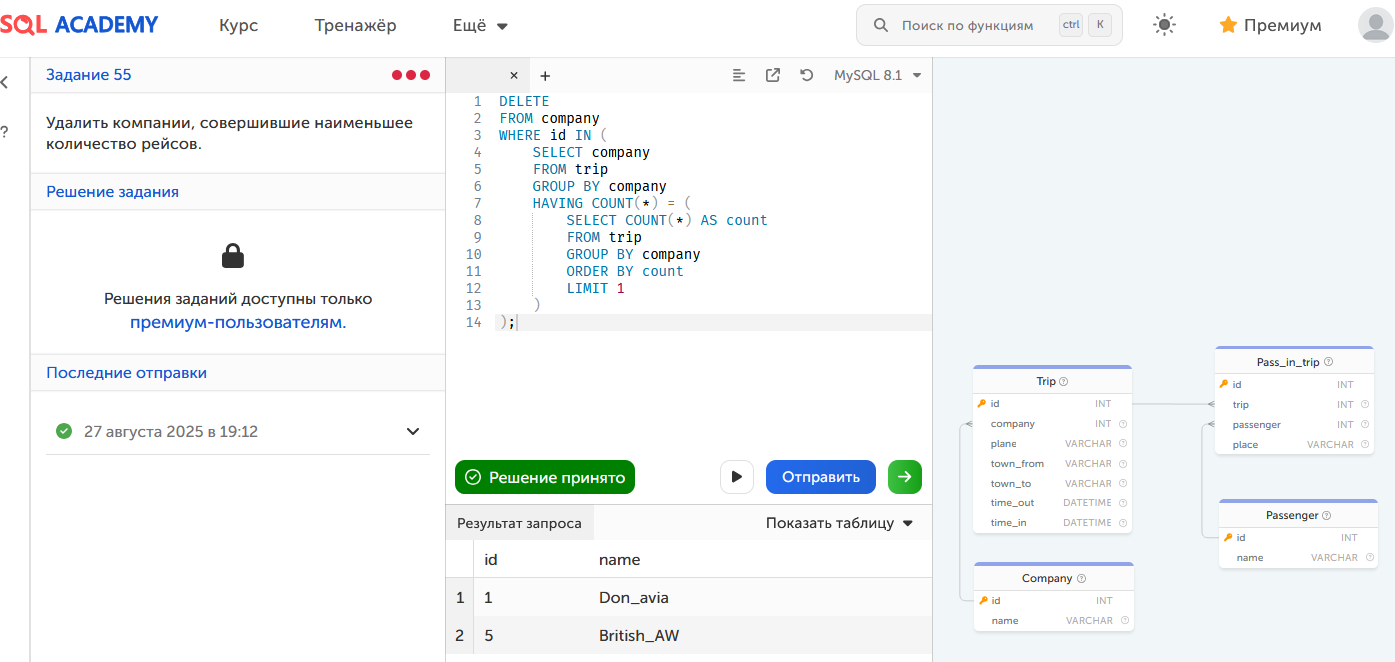 SQL ACADEMY
Курс
Тренажёр
Ещё
Поиск по функциям
ctrl
K
Премиум
Задание 55
Удалить компании, совершившие наименьшее
количество рейсов.
Решение задания
Решения заданий доступны только
премиум-пользователям.
Последние отправки
27 августа 2025 в 19:12
?
×
+
MySQL 8.1
1 DELETE
2 FROM company
3 WHERE id IN (
4 SELECT company
5 FROM trip
6 GROUP BY company
7 HAVING COUNT(*) = (
8 SELECT COUNT(*) AS count
9 FROM trip
10 GROUP BY company
11 ORDER BY count
12 LIMIT 1
13 )
14 );
Решение принято
Отправить
Результат запроса
Показать таблицу
id name
1 1 Don_avia
2 5 British_AW
Trip ?
id INT
company INT ?
plane VARCHAR ?
town_from VARCHAR ?
town_to VARCHAR ?
time_out DATETIME ?
time_in DATETIME ?
Company ?
id INT
name VARCHAR ?
Pass_in_trip ?
id INT
trip INT ?
passenger INT ?
place VARCHAR ?
Passenger ?
id INT
name VARCHAR ?